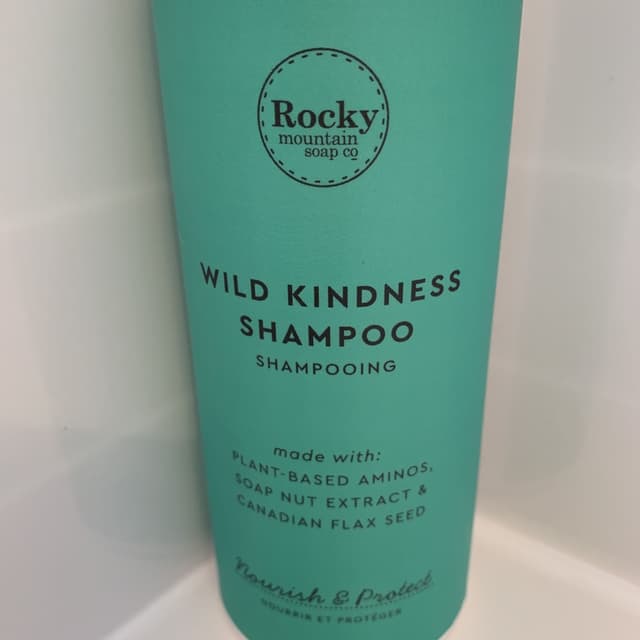 Rocky
mountain
soap co
WILD KINDNESS
SHAMPOO
SHAMPOOING
made with:
PLANT-BASED AMINOS,
SOAP NUT EXTRACT &
CANADIAN FLAX SEED
Nourish & Protect
NOURRIR ET PROTÉGER